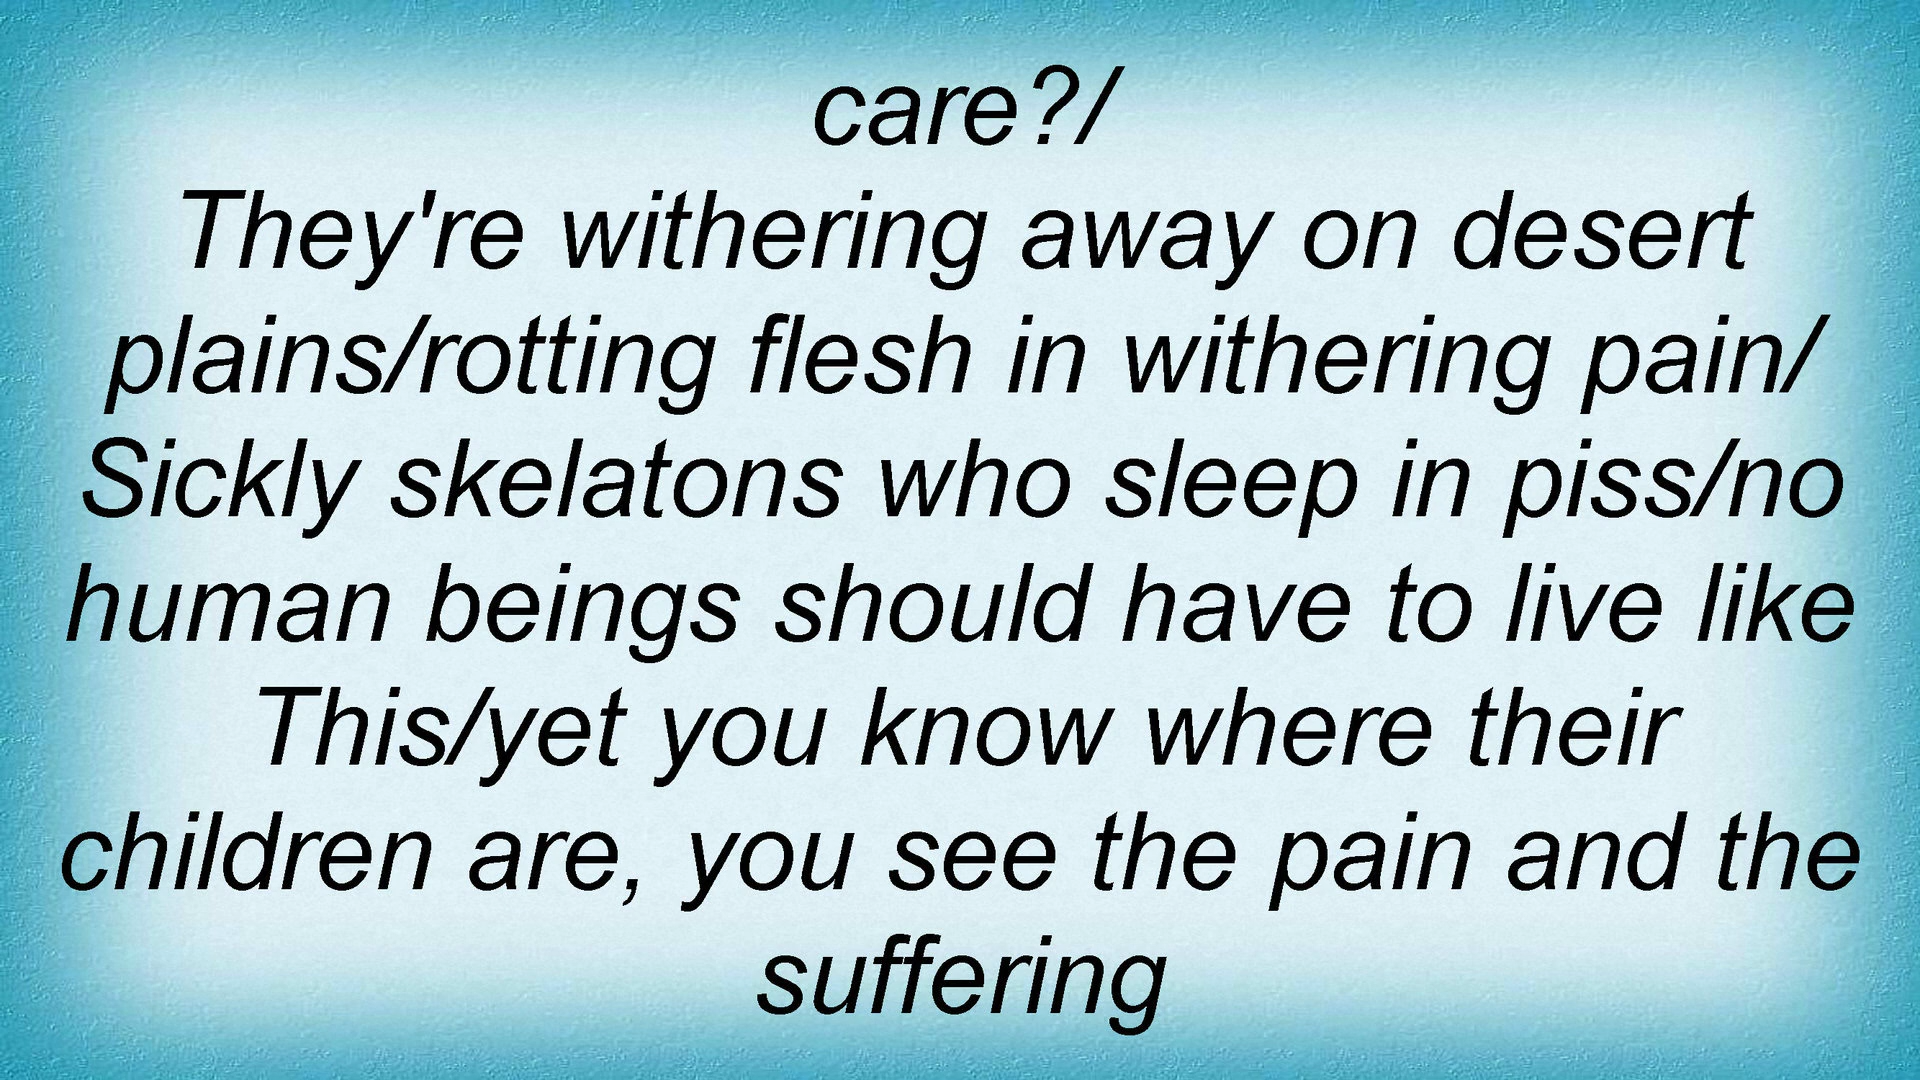 care?/
They're withering away on desert
plains/rotting flesh in withering pain/
Sickly skelatons who sleep in piss/no
human beings should have to live like
This/yet you know where their
children are, you see the pain and the
suffering